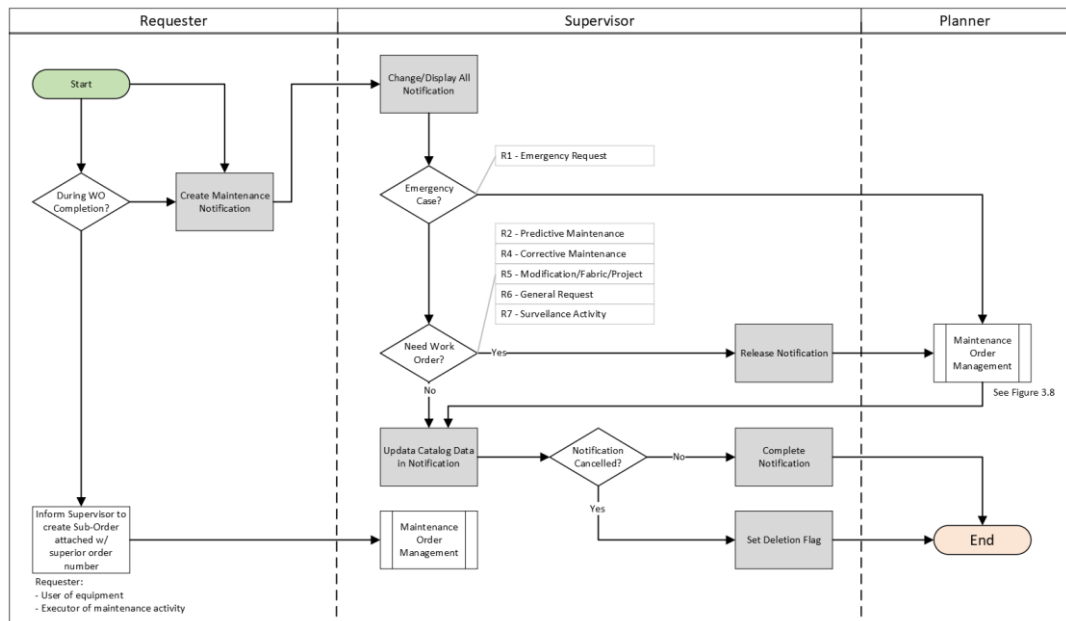 Requester
Supervisor
Planner
Start
Change/Display All
Notification
R1 - Emergency Request
During WO
Completion?
Create Maintenance
Notification
Emergency
Case?
R2 - Predictive Maintenance
R4 - Corrective Maintenance
R5 - Modification/Fabric/Project
R6 - General Request
R7 - Surveilance Activity
Need Work
Order?
Yes
Release Notification
Maintenance
Order
Management
See Figure 3.8
No
Updata Catalog Data
in Notification
Notification
Cancelled?
No
Complete
Notification
Yes
Inform Supervisor to
create Sub-Order
attached w/
superior order
number
Maintenance
Order
Management
Set Deletion Flag
End
Requester:
- User of equipment
- Executor of maintenance activity